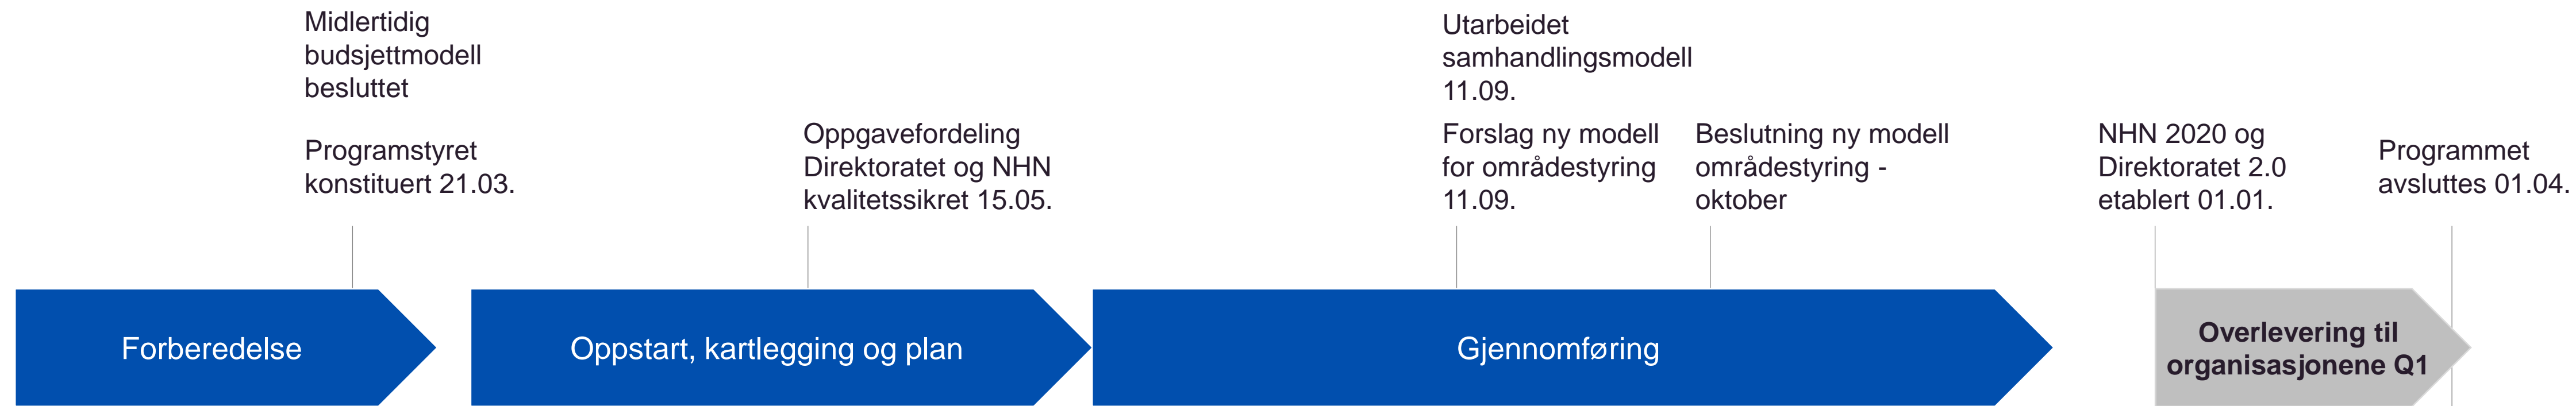 Midlertidig
budsjettmodell
besluttet
Programstyret
konstituert 21.03.
Oppgavefordeling
Direktoratet og NHN
kvalitetssikret 15.05.
Utarbeidet
samhandlingsmodell
11.09.
Forslag ny modell
for områdestyring
11.09.
Beslutning ny modell
områdestyring -
oktober
NHN 2020 og
Direktoratet 2.0
etablert 01.01.
Programmet
avsluttes 01.04.
Forberedelse
Oppstart, kartlegging og plan
Gjennomføring
Overlevering til
organisasjonene Q1